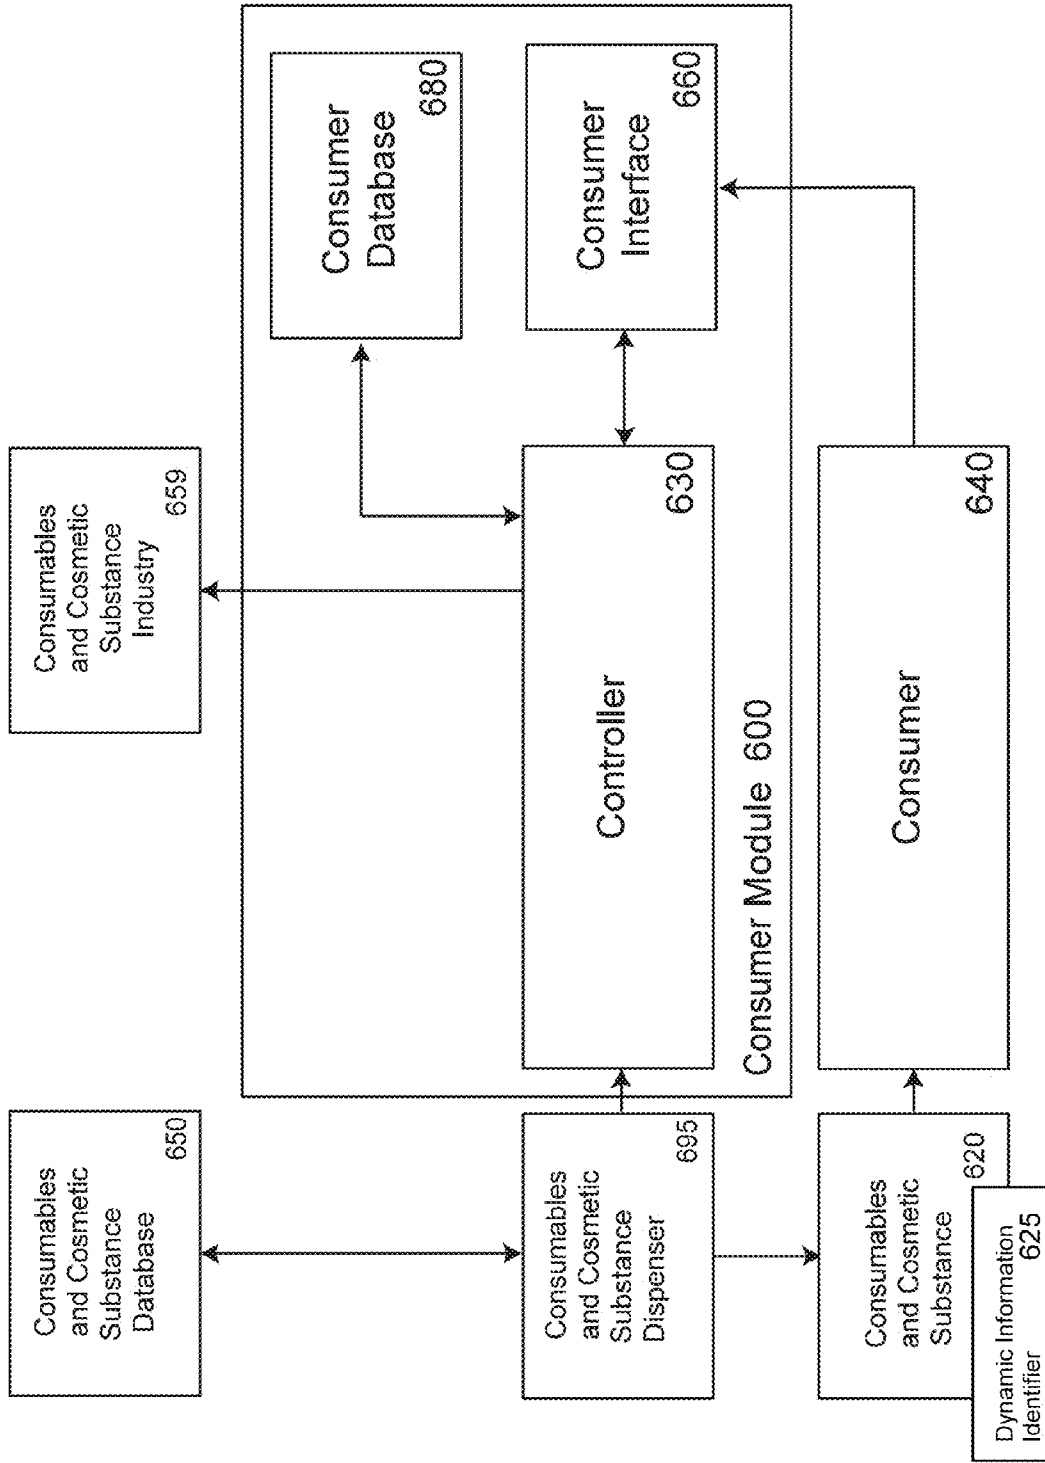 Consumables
and Cosmetic
Substance
Database
650
Consumables
and Cosmetic
Substance
Industry
659
Consumer
Database
680
Consumables
and Cosmetic
Substance
Dispenser
695
Controller
630
Consumer
Interface
660
Consumer Module 600
Consumables
and Cosmetic
Substance
620
Dynamic Information
Identifier 625
Consumer
640